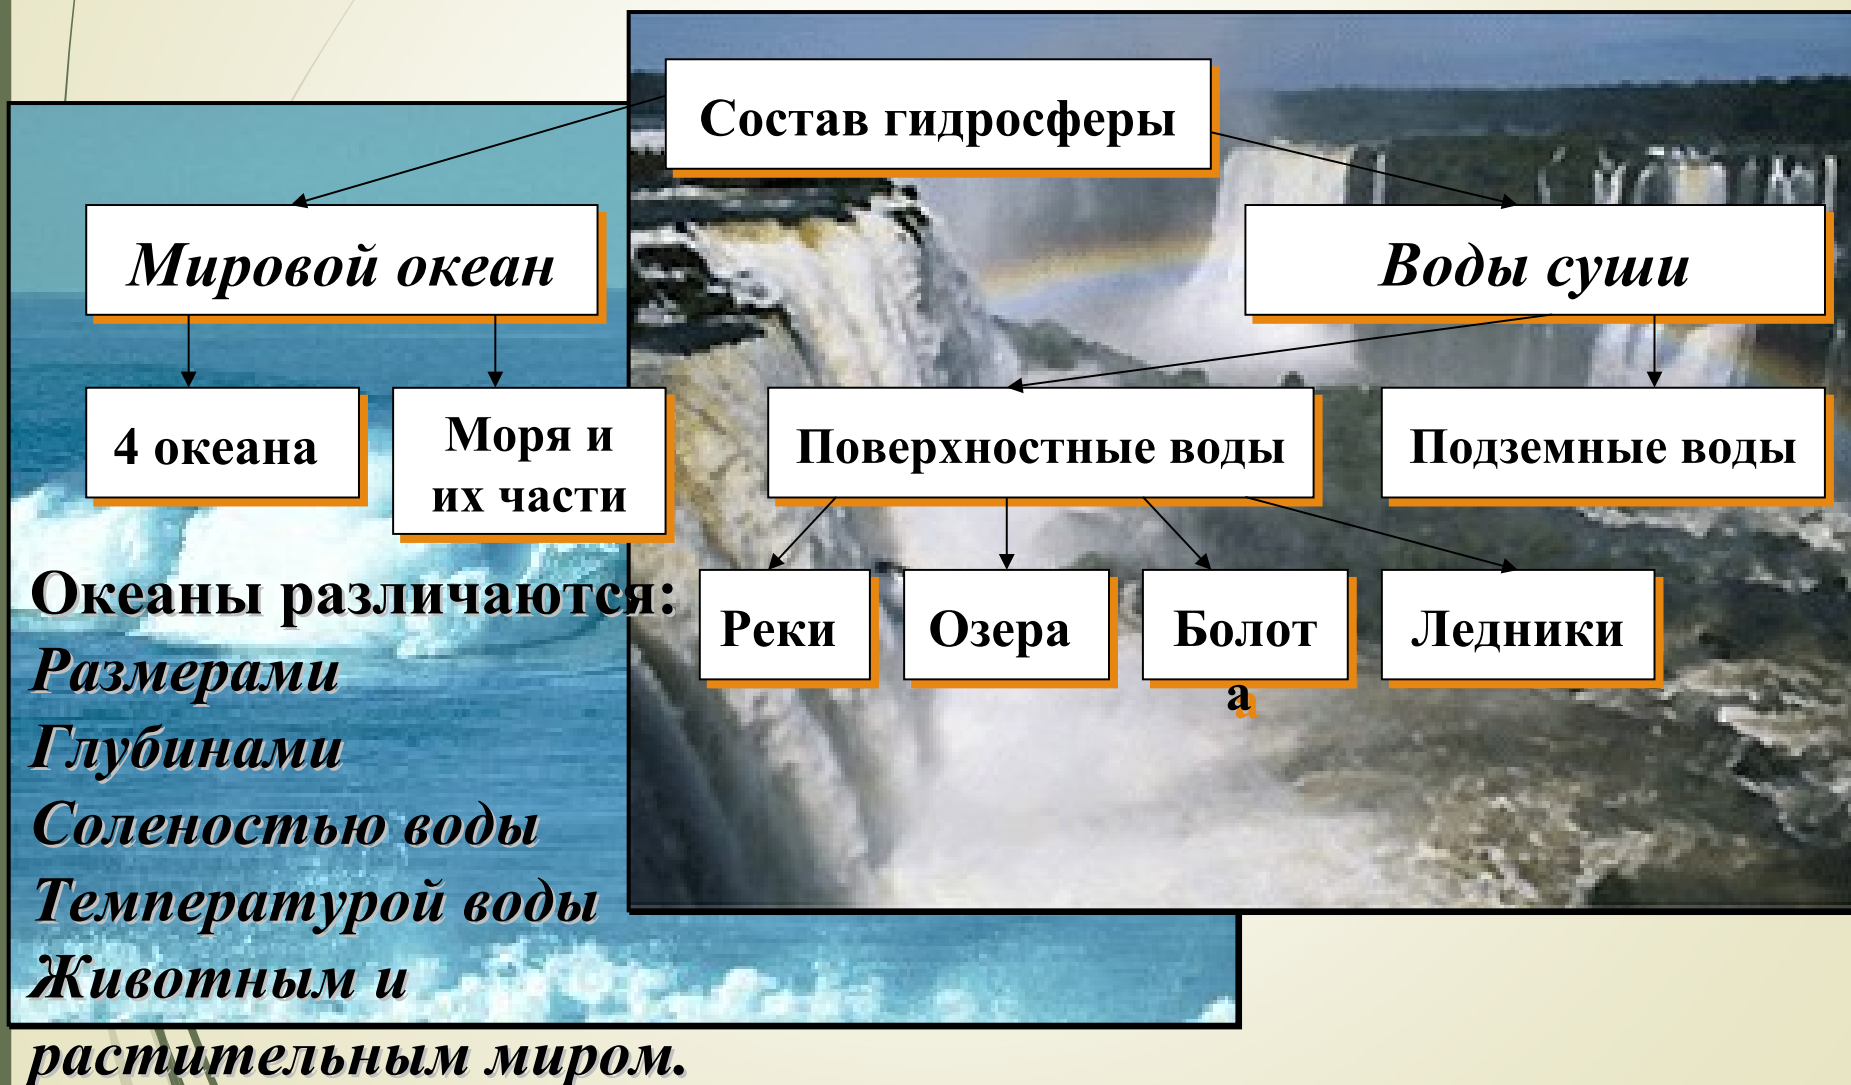 Состав гидросферы
Мировой океан
Воды суши
4 океана
Моря и
их части
Поверхностные воды
Подземные воды
Реки
Озера
Болот
а
Ледники
Океаны различаются:
Размерами
Глубинами
Соленостью воды
Температурой воды
Животным и
растительным миром.